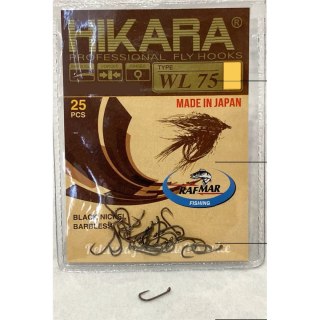 HIKARA®
PROFESSIONAL FLY HOOKS
TYPE
WL 75
25
PCS
MADE IN JAPAN
RAFMAR
FISHING
BLACK NICKEL
BARBLESS